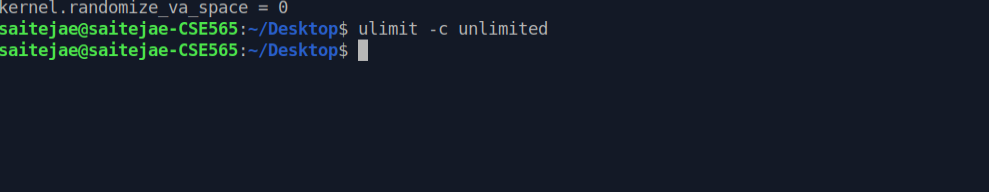 kernel.randomize_va_space = 0
saitejae@saitejae-CSE565:~/Desktop$ ulimit -c unlimited
saitejae@saitejae-CSE565:~/Desktop$